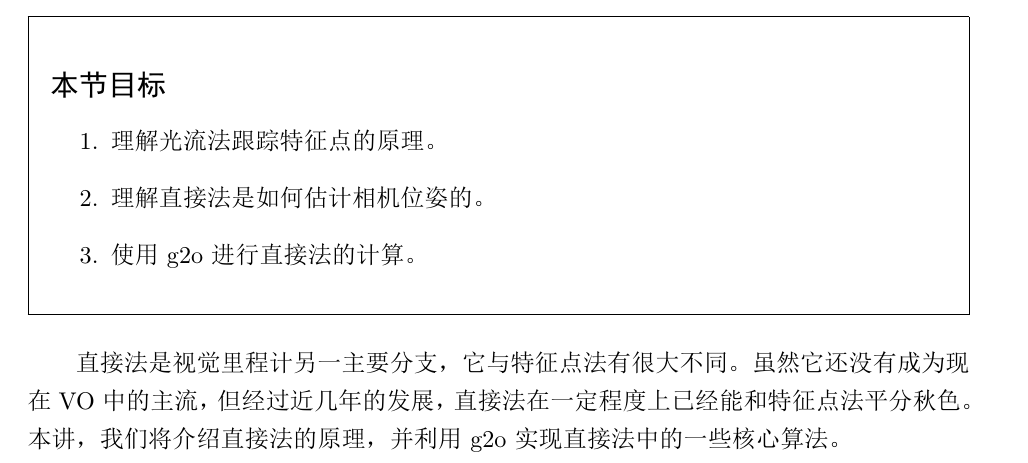 本节目标
1. 理解光流法跟踪特征点的原理。
2. 理解直接法是如何估计相机位姿的。
3. 使用 g2o 进行直接法的计算。
直接法是视觉里程计另一主要分支，它与特征点法有很大不同。虽然它还没有成为现
在 VO 中的主流，但经过近几年的发展，直接法在一定程度上已经能和特征点法平分秋色。
本讲，我们将介绍直接法的原理，并利用 g2o 实现直接法中的一些核心算法。